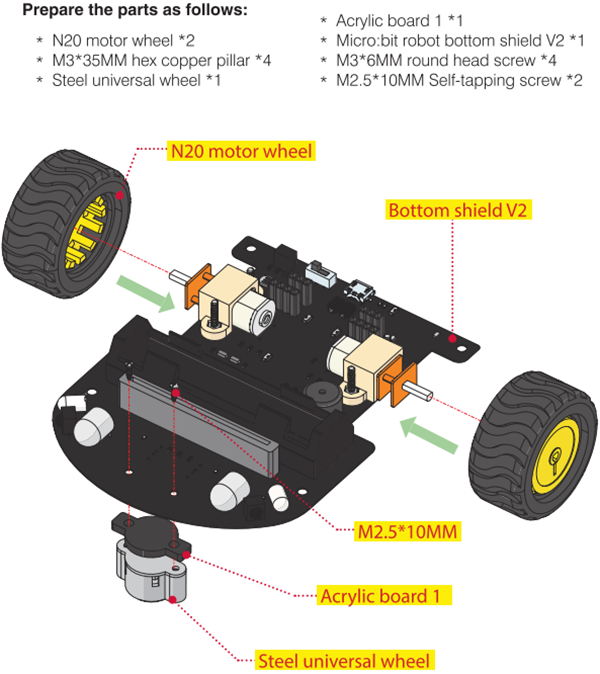 Prepare the parts as follows:
* N20 motor wheel *2
* M3*35MM hex copper pillar *4
* Steel universal wheel *1
* Acrylic board 1 *1
* Micro:bit robot bottom shield V2 *1
* M3*6MM round head screw *4
* M2.5*10MM Self-tapping screw *2
N20 motor wheel
Bottom shield V2
M2.5*10MM
Acrylic board 1
Steel universal wheel